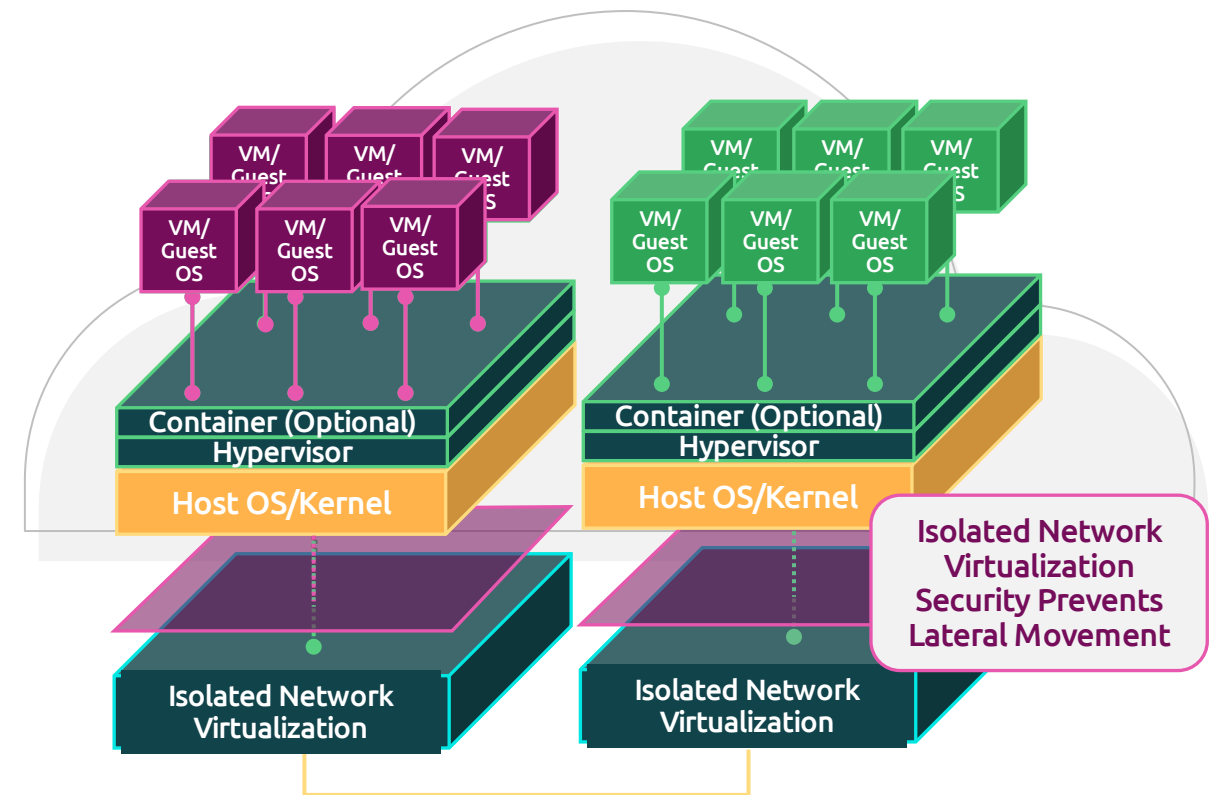 VM/
Guest
VM/
Guest
VM/
Guest
S
VM/
Guest
OS
VM/
Guest
OS
VM/
Guest
OS
VM/
Guest
VM/
VM/
Guest
S
VM/
Guest
OS
VM/
Guest
OS
VM/
Guest
OS
Container (Optional)
Hypervisor
Host OS/Kernel
Container (Optional)
Hypervisor
Host OS/Kernel
Isolated Network
Virtualization
Security Prevents
Lateral Movement
Isolated Network
Virtualization
Isolated Network
Virtualization